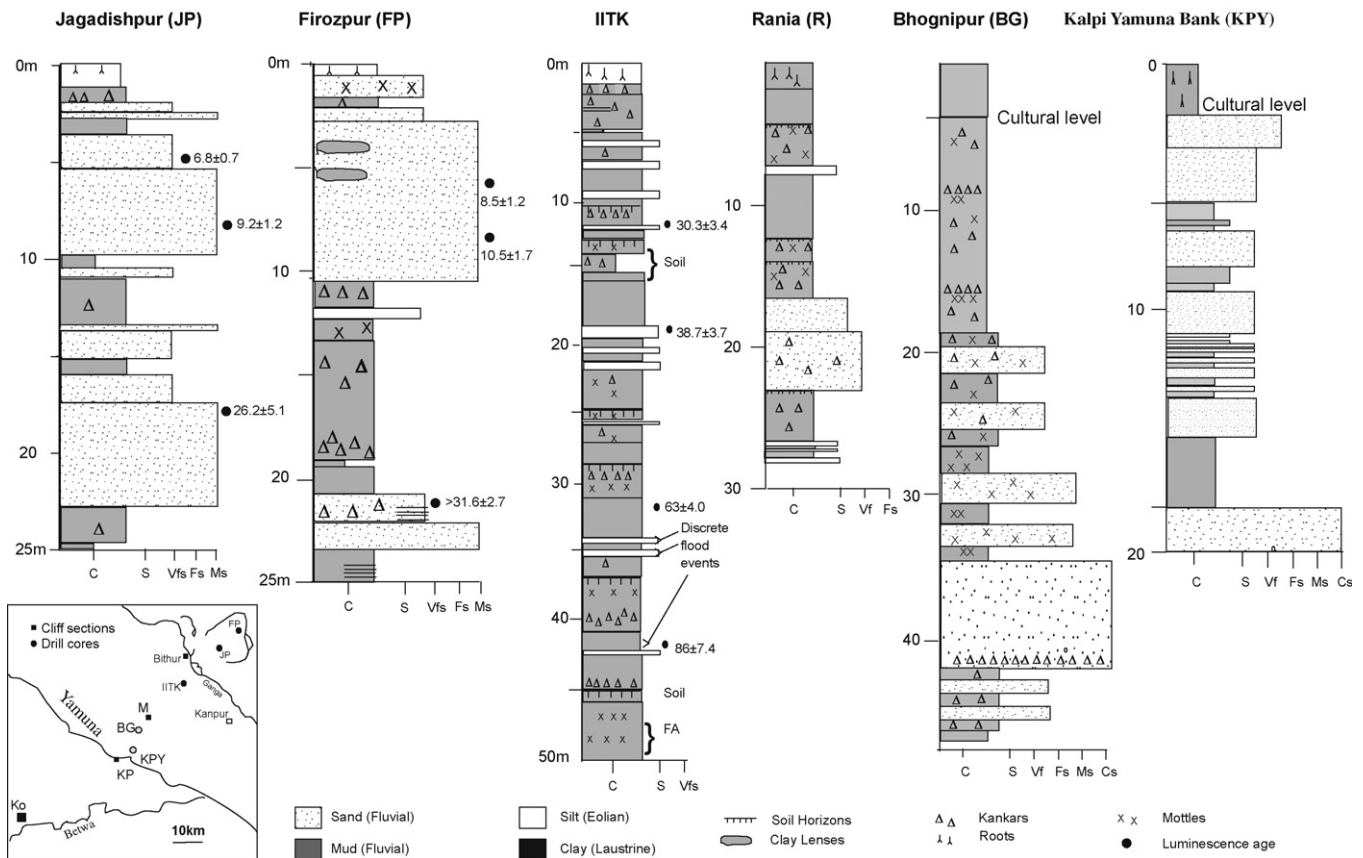 Jagadishpur (JP)
Firozpur (FP)
IITK
Rania (R)
Bhognipur (BG)
Kalpi Yamuna Bank (KPY)
0m
6.8±0.7
9.2±1.2
10
26.2±5.1
20
25m
C S Vfs Fs Ms
0m
8.5±1.2
10.5±1.7
10
20
>31.6±2.7
25m
C S Vfs Fs Ms
0m
10
30.3±3.4
Soil
38.7±3.7
20
30
63±4.0
Discrete
flood
events
40
86±7.4
Soil
FA
50m
C S Vfs
0m
10
20
30
C S Vf Fs
0m
Cultural level
10
20
30
40
C S Vf Fs Ms Cs
0
Cultural level
10
20
C S Vf Fs Ms Cs
Cliff sections
Drill cores
FP
Bithur
JP
IITK
Ganga
Yamuna
M
Kanpur
BG
KPY
KP
Ko
Betwa
10km
Sand (Fluvial)
Mud (Fluvial)
Silt (Eolian)
Clay (Laustrine)
Soil Horizons
Clay Lenses
Kankars
Roots
Mottles
Luminescence age